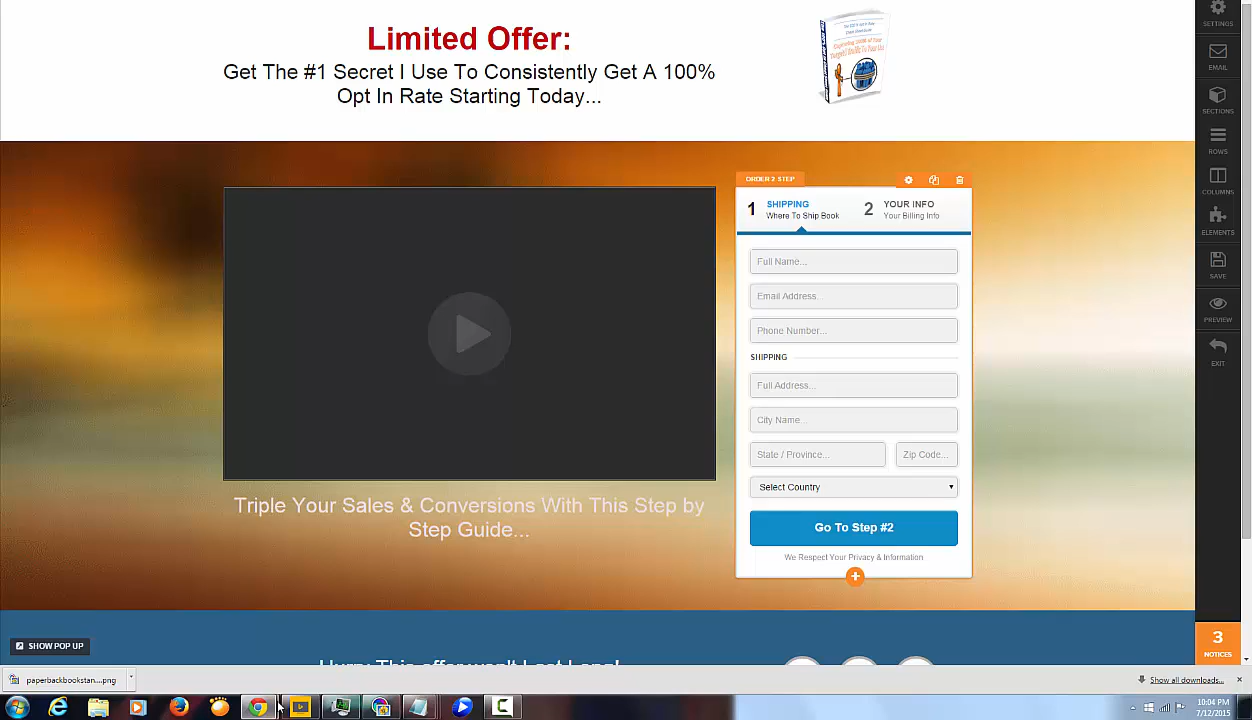 Limited Offer:
Get The #1 Secret I Use To Consistently Get A 100%
Opt In Rate Starting Today...
SETTINGS
EMAIL
SECTIONS
ROWS
COLUMNS
ELEMENTS
SAVE
PREVIEW
EXIT
ORDER 2 STEP
1 SHIPPING
Where To Ship Book
2 YOUR INFO
Your Billing Info
Full Name...
Email Address...
Phone Number...
SHIPPING
Full Address...
City Name...
State / Province...
Zip Code...
Select Country
Go To Step #2
We Respect Your Privacy & Information
Triple Your Sales & Conversions With This Step by
Step Guide...
SHOW POP UP
3
NOTICES
paperbackbookstan....png
Show all downloads...
10:04 PM
7/12/2015